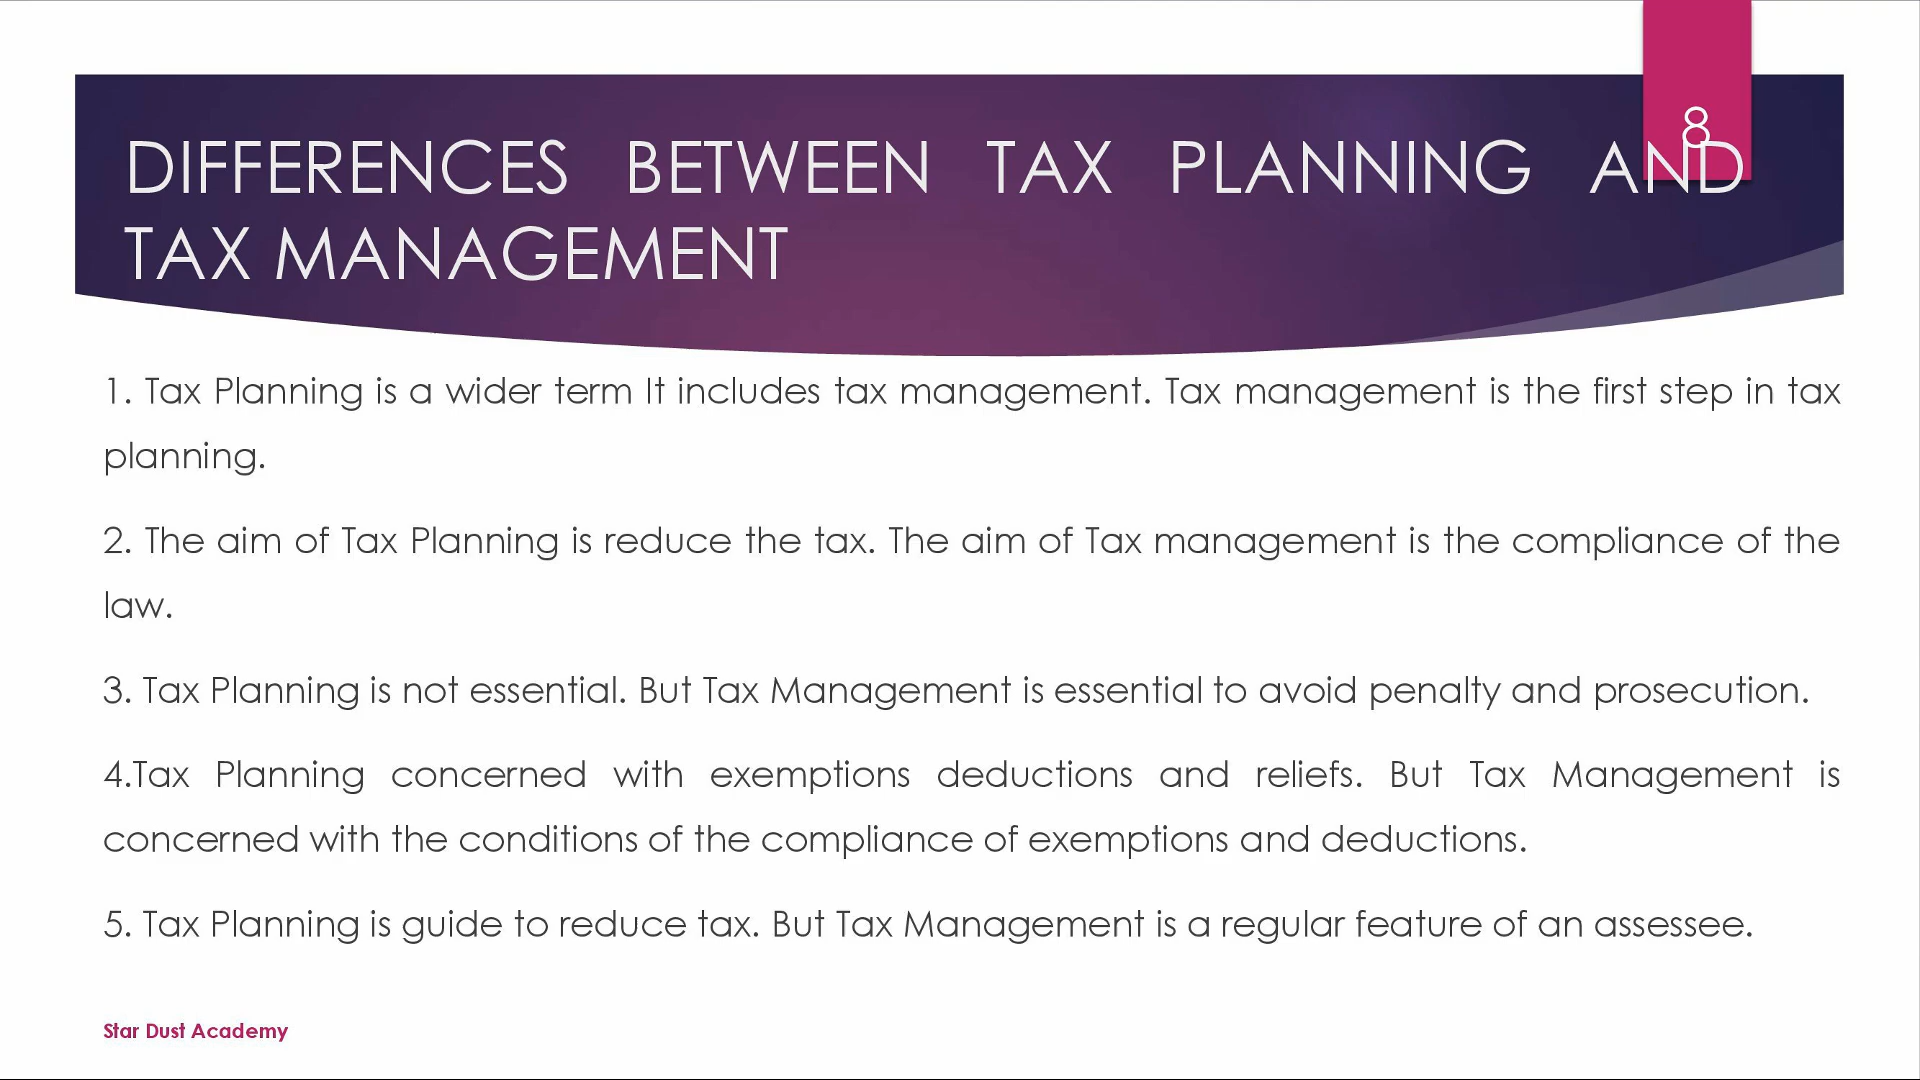 8
DIFFERENCES BETWEEN TAX PLANNING AND
TAX MANAGEMENT
1. Tax Planning is a wider term It includes tax management. Tax management is the first step in tax
planning.
2. The aim of Tax Planning is reduce the tax. The aim of Tax management is the compliance of the
law.
3. Tax Planning is not essential. But Tax Management is essential to avoid penalty and prosecution.
4.Tax Planning concerned with exemptions deductions and reliefs. But Tax Management is
concerned with the conditions of the compliance of exemptions and deductions.
5. Tax Planning is guide to reduce tax. But Tax Management is a regular feature of an assessee.
Star Dust Academy